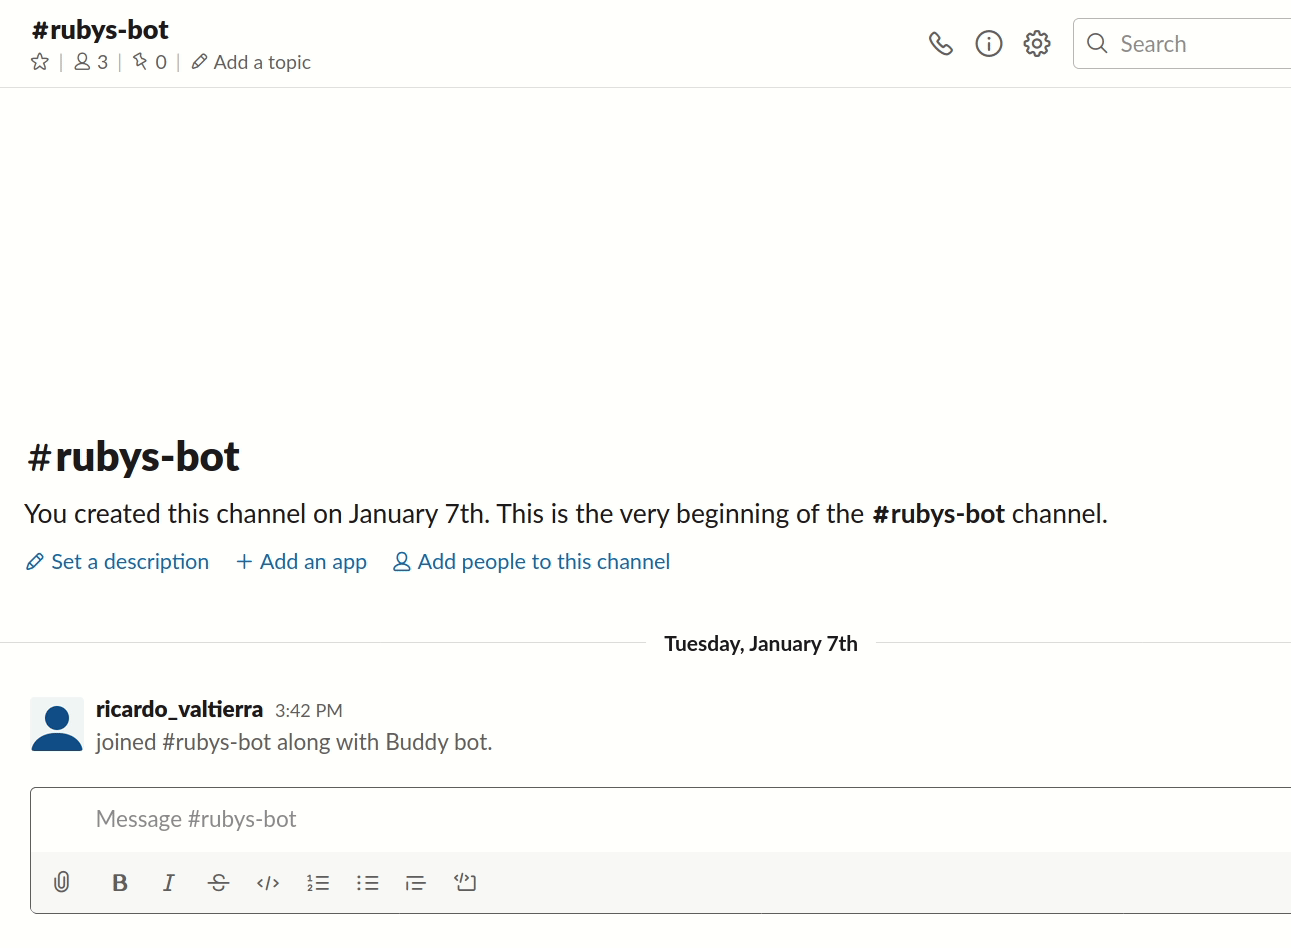 #rubys-bot
3 | 0 | Add a topic
Search
#rubys-bot
You created this channel on January 7th. This is the very beginning of the #rubys-bot channel.
Set a description + Add an app Add people to this channel
Tuesday, January 7th
ricardo_valtierra 3:42 PM
joined #rubys-bot along with Buddy bot.
Message #rubys-bot
B I S </>